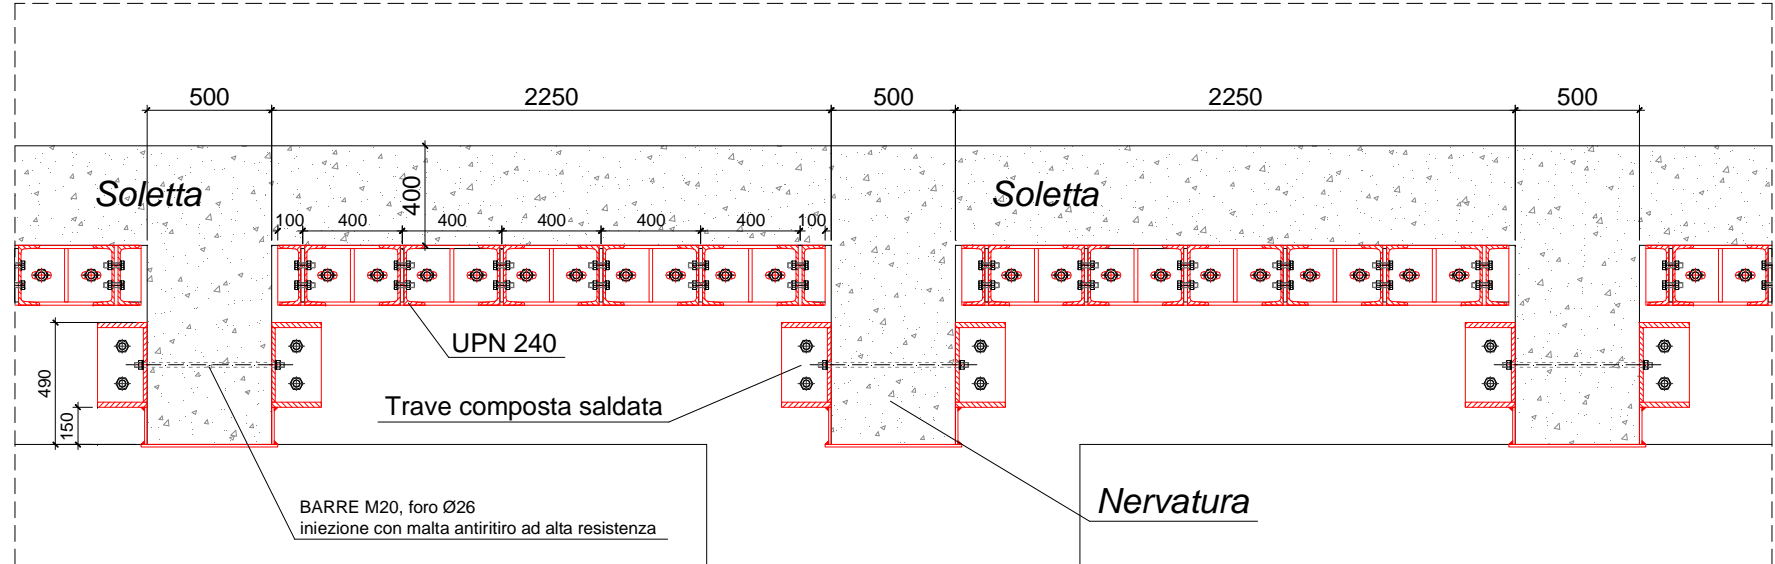 500 2250 500 2250 500
400
Soletta Soletta
100 400 400 400 400 400 100
UPN 240
490
150
Trave composta saldata
BARRE M20, foro Ø26
iniezione con malta antiritiro ad alta resistenza
Nervatura